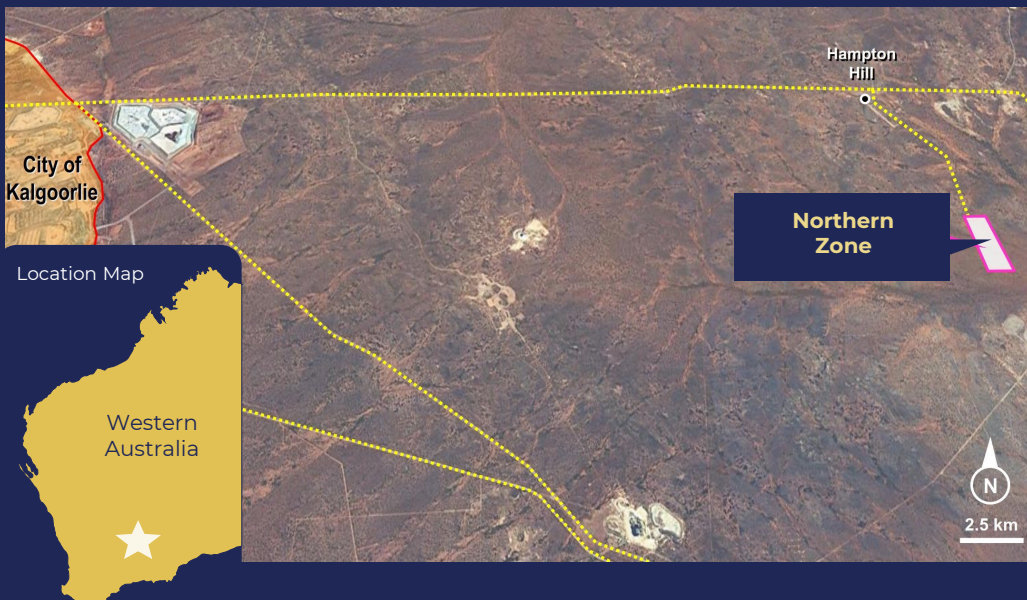 Hampton
Hill
City of
Kalgoorlie
Northern
Zone
Location Map
Western
Australia
N
2.5 km